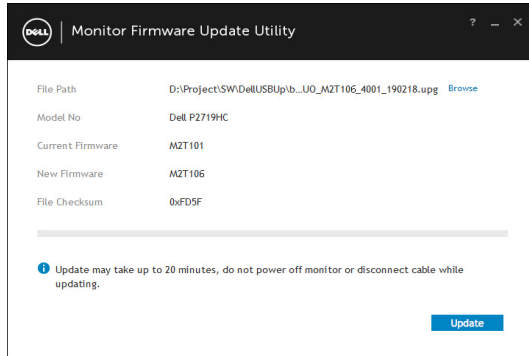 DELL Monitor Firmware Update Utility ?
File Path D:\Project\SW\DellUSBUp\b...UO_M2T106_4001_190218.upg Browse
Model No Dell P2719HC
Current Firmware M2T101
New Firmware M2T106
File Checksum 0xFD5F
Update may take up to 20 minutes, do not power off monitor or disconnect cable while
updating.
Update